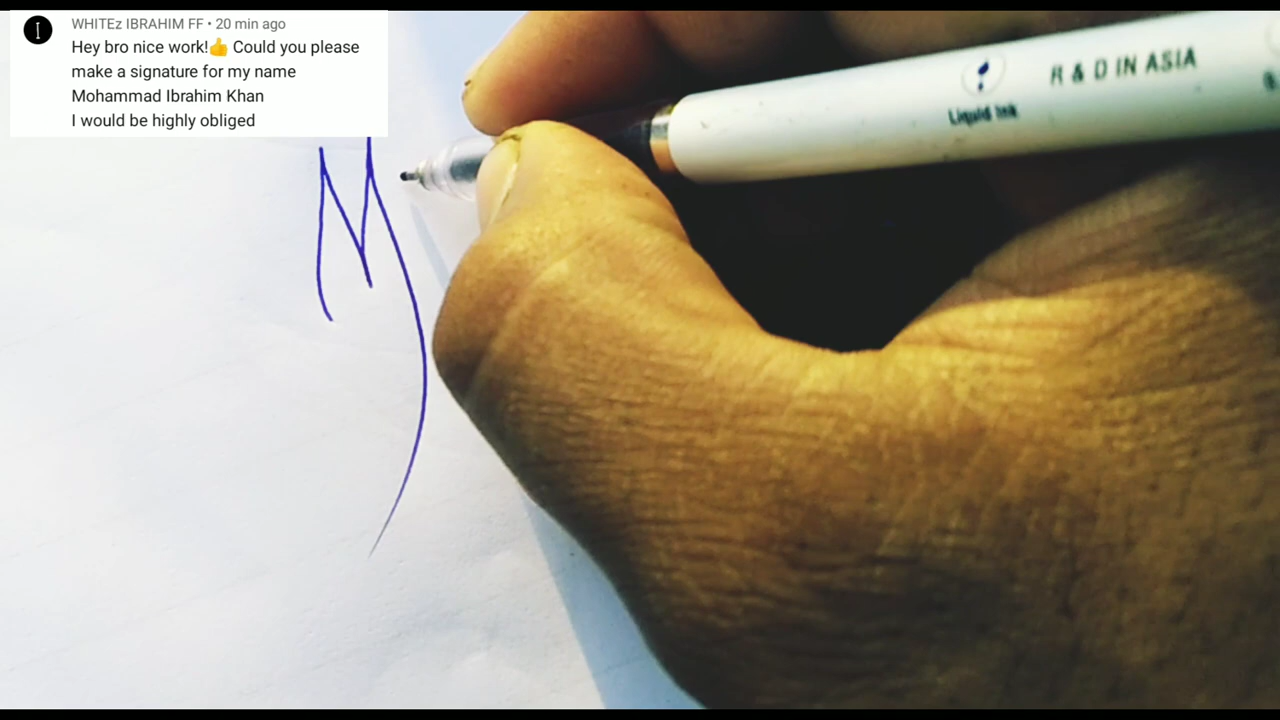 WHITEz IBRAHIM FF • 20 min ago
Hey bro nice work!👍 Could you please
make a signature for my name
Mohammad Ibrahim Khan
I would be highly obliged
M
Liquid Ink
R & D IN ASIA